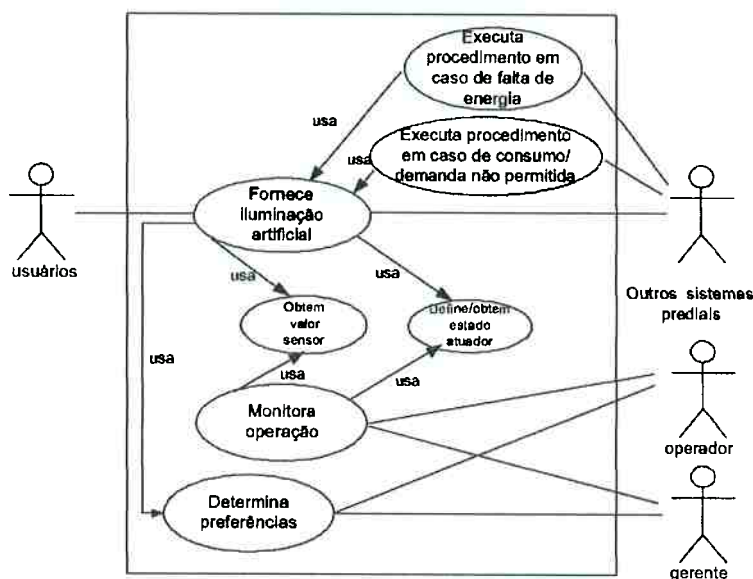 Executa
procedimento em
caso de falta de
energia
usa
Executa procedimento
em caso de consumo/
demanda não permitida
usa
Fornece
iluminação
artificial
usuários
Outros sistemas
prediais
usa
usa
Obtem
valor
sensor
Define/obtem
estado
atuador
usa
usa
usa
Monitora
operação
operador
Determina
preferências
gerente